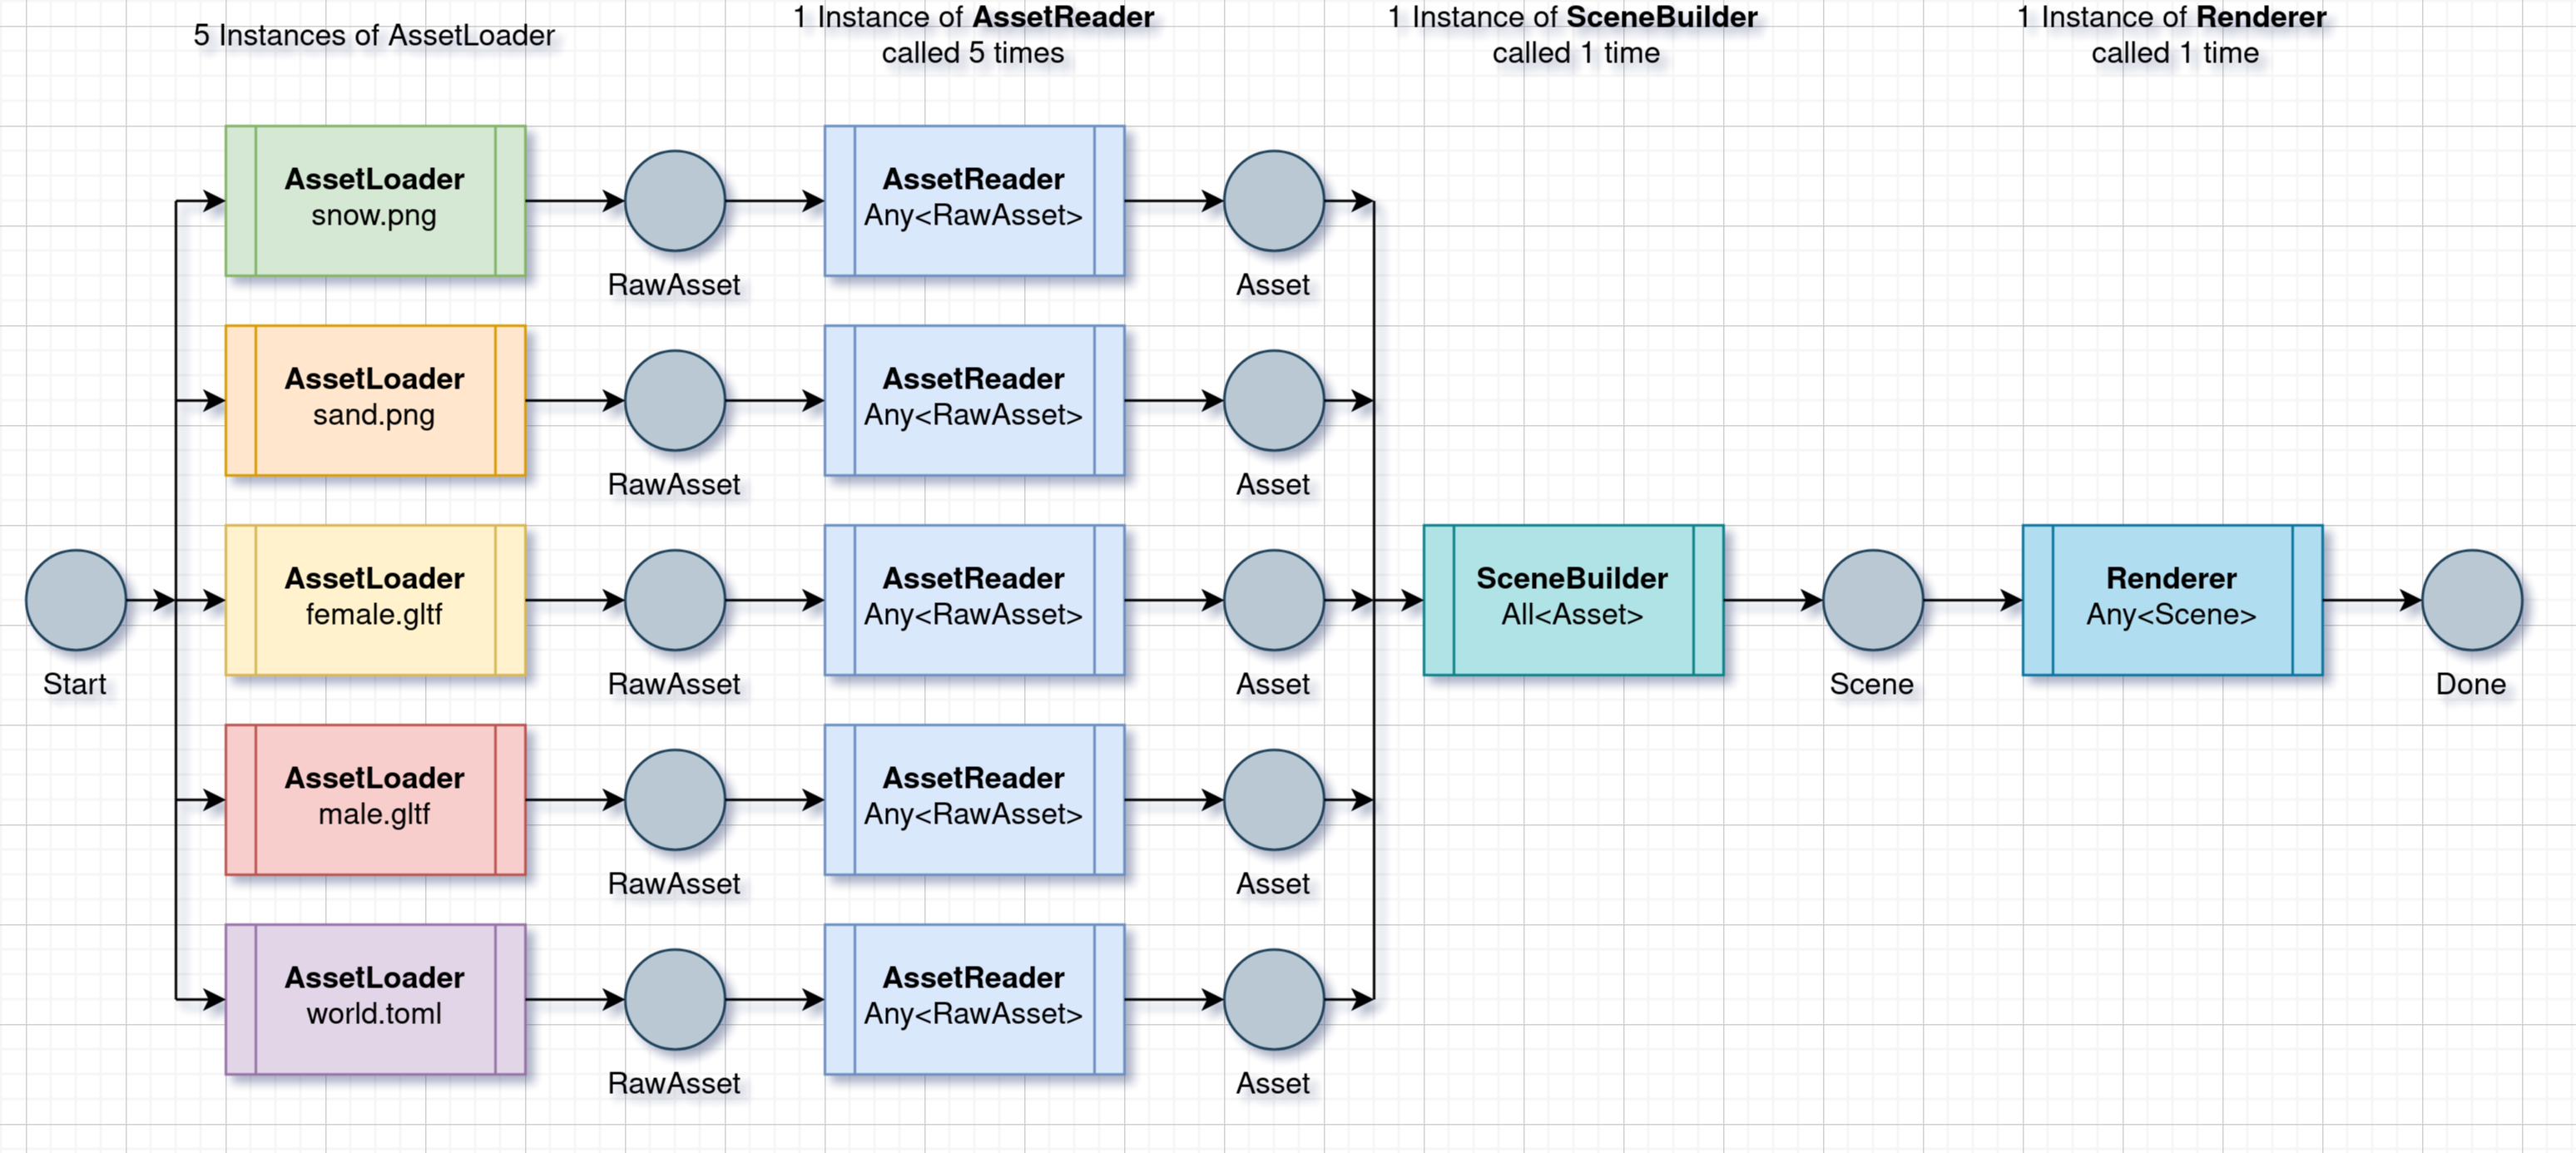 5 Instances of AssetLoader
1 Instance of AssetReader
called 5 times
1 Instance of SceneBuilder
called 1 time
1 Instance of Renderer
called 1 time
AssetLoader
snow.png
RawAsset
AssetReader
Any<RawAsset>
Asset
AssetLoader
sand.png
RawAsset
AssetReader
Any<RawAsset>
Asset
Start
AssetLoader
female.gltf
RawAsset
AssetReader
Any<RawAsset>
Asset
SceneBuilder
All<Asset>
Scene
Renderer
Any<Scene>
Done
AssetLoader
male.gltf
RawAsset
AssetReader
Any<RawAsset>
Asset
AssetLoader
world.toml
RawAsset
AssetReader
Any<RawAsset>
Asset